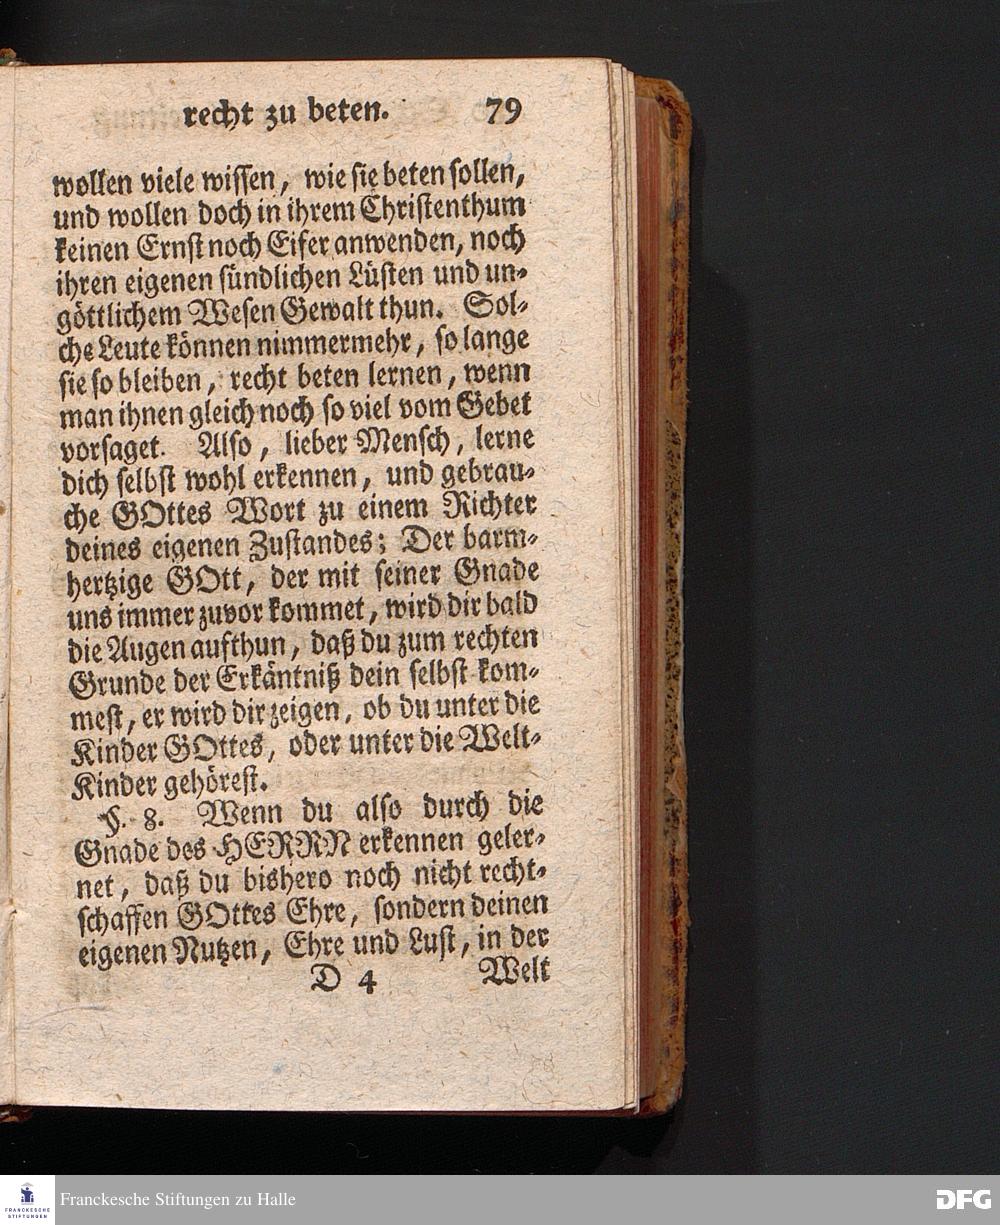 recht zu beten. 79
wollen viele wissen, wie sie beten sollen,
und wollen doch in ihrem Christenthum
keinen Ernst noch Eifer anwenden, noch
ihren eigenen sündlichen Lüsten und un-
göttlichem Wesen Gewalt thun. Sol-
che Leute können nimmermehr, so lange
sie so bleiben, recht beten lernen, wenn
man ihnen gleich noch so viel vom Gebet
vorsaget. Also, lieber Mensch, lerne
dich selbst wohl erkennen, und gebrau-
che GOttes Wort zu einem Richter
deines eigenen Zustandes; Der barm-
hertzige GOtt, der mit seiner Gnade
uns immer zuvor kommet, wird dir bald
die Augen aufthun, daß du zum rechten
Grunde der Erkäntniß dein selbst kom-
mest, er wird dir zeigen, ob du unter die
Kinder GOttes, oder unter die Welt-
Kinder gehörest.
§. 8. Wenn du also durch die
Gnade des HERRN erkennen geler-
net, daß du bishero noch nicht recht-
schaffen GOttes Ehre, sondern deinen
eigenen Nutzen, Ehre und Lust, in der
D 4 Welt
FRANCKESCHE
STIFTUNGEN
Franckesche Stiftungen zu Halle
DFG